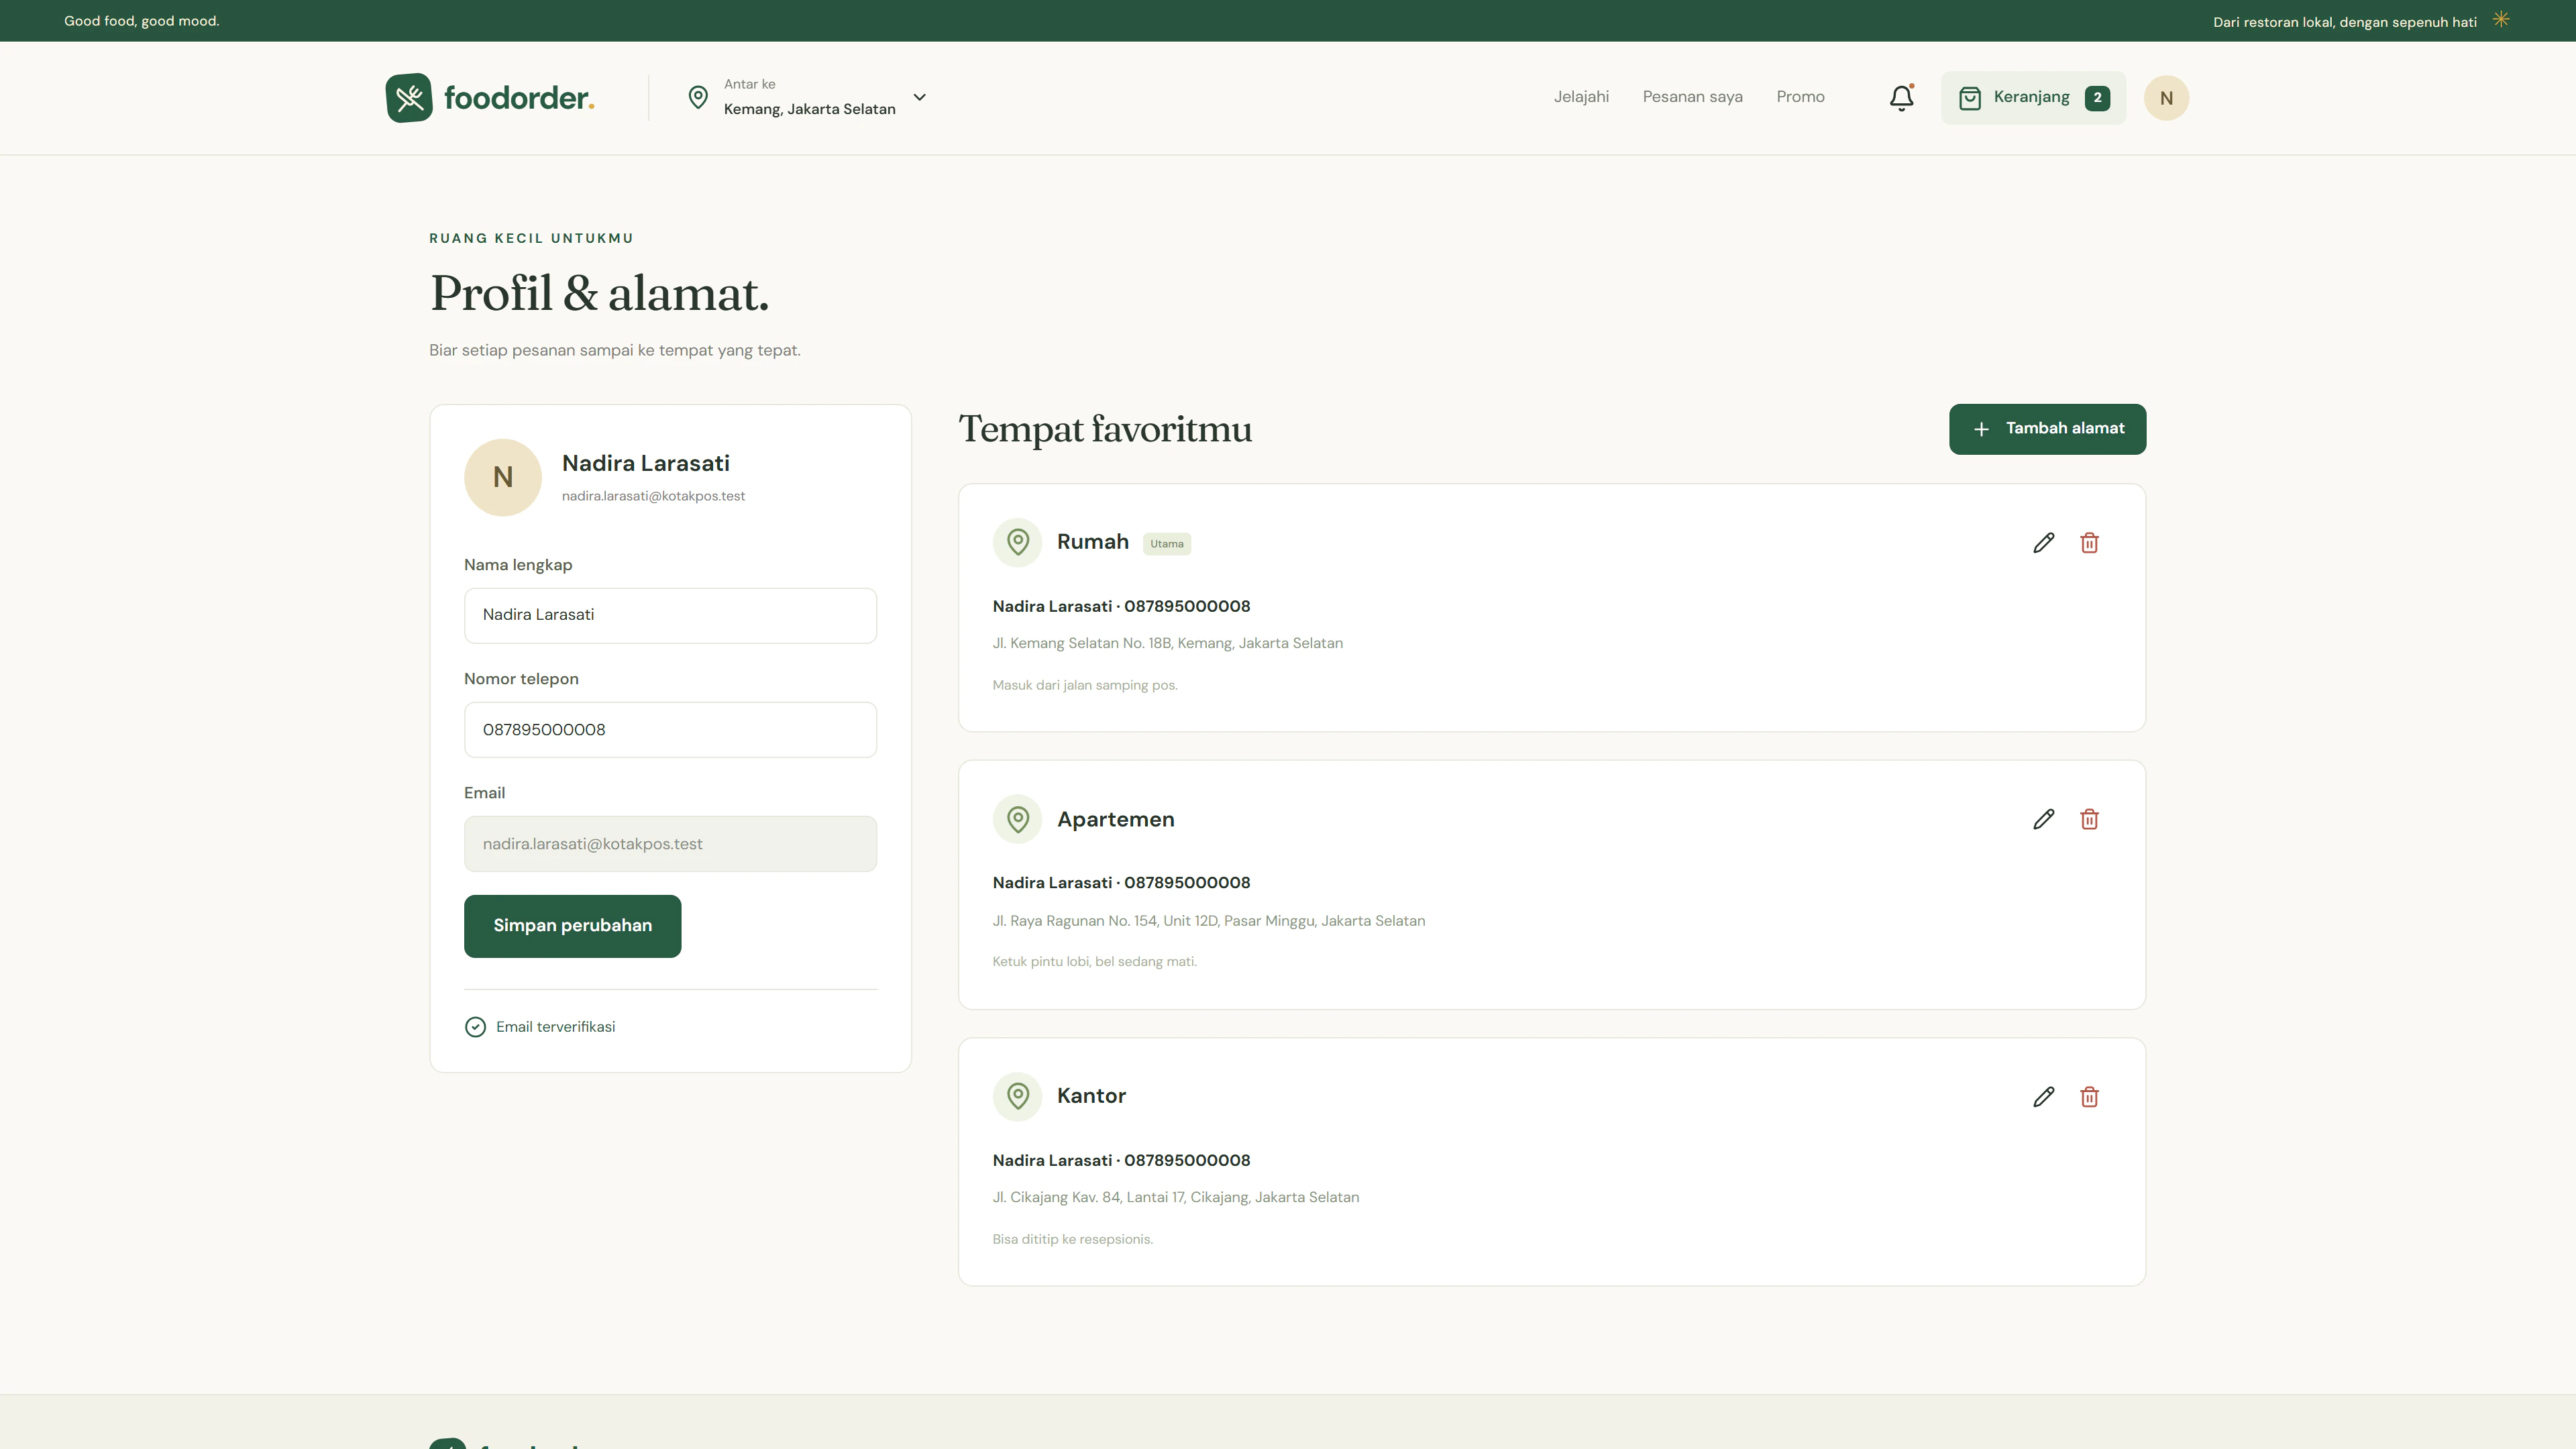 Good food, good mood.
Dari restoran lokal, dengan sepenuh hati
foodorder.
Antar ke
Kemang, Jakarta Selatan
Jelajahi
Pesanan saya
Promo
Keranjang 2
N
RUANG KECIL UNTUKMU
Profil & alamat.
Biar setiap pesanan sampai ke tempat yang tepat.
N
Nadira Larasati
nadira.larasati@kotakpos.test
Nama lengkap
Nadira Larasati
Nomor telepon
087895000008
Email
nadira.larasati@kotakpos.test
Simpan perubahan
Email terverifikasi
Tempat favoritmu
Tambah alamat
Rumah Utama
Nadira Larasati · 087895000008
Jl. Kemang Selatan No. 18B, Kemang, Jakarta Selatan
Masuk dari jalan samping pos.
Apartemen
Nadira Larasati · 087895000008
Jl. Raya Ragunan No. 154, Unit 12D, Pasar Minggu, Jakarta Selatan
Ketuk pintu lobi, bel sedang mati.
Kantor
Nadira Larasati · 087895000008
Jl. Cikajang Kav. 84, Lantai 17, Cikajang, Jakarta Selatan
Bisa dititip ke resepsionis.